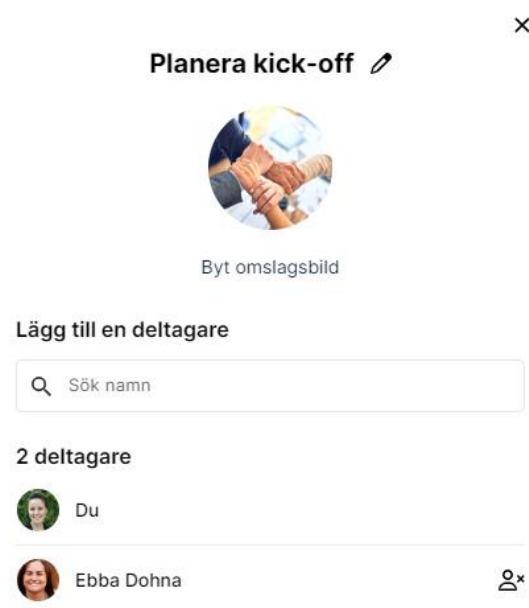 Planera kick-off
Byt omslagsbild
Lägg till en deltagare
Sök namn
2 deltagare
Du
Ebba Dohna